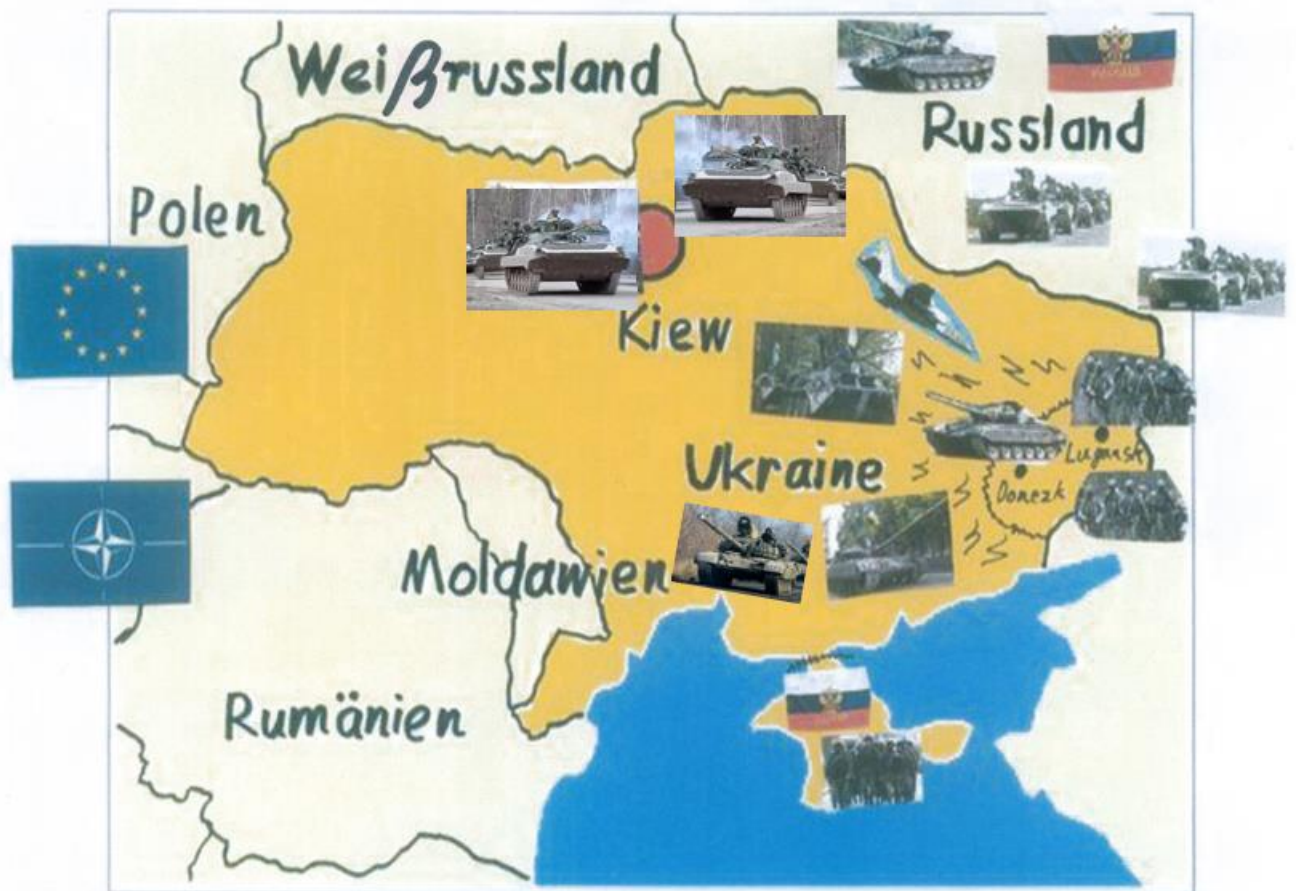 Weißrussland
Russland
Polen
Kiew
Ukraine
Lugansk
Donezk
Moldawien
Rumänien